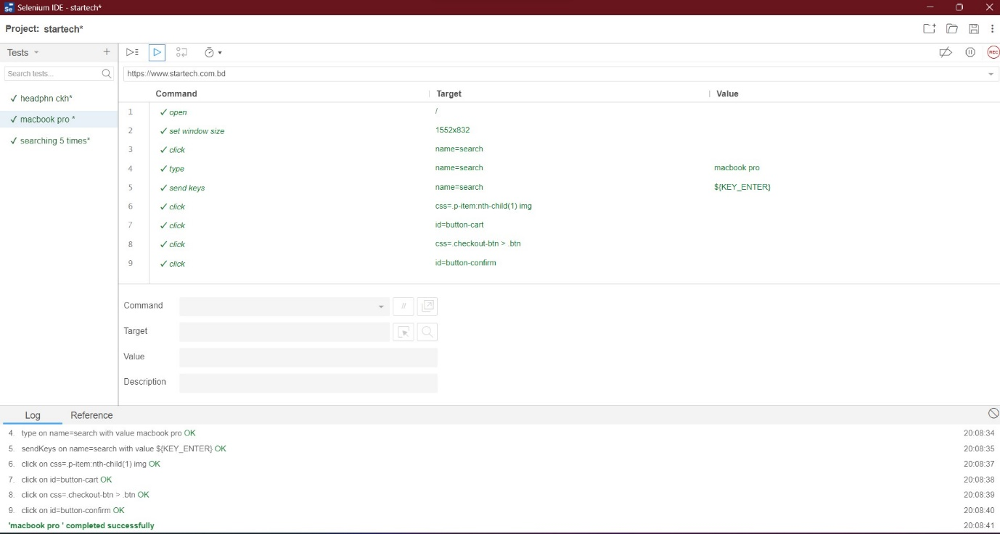 Se Selenium IDE - startech*
Project: startech*
Tests
Search tests...
✓ headphn ckh*
✓ macbook pro *
✓ searching 5 times*
REC
https://www.startech.com.bd
Command Target Value
1 ✓ open /
2 ✓ set window size 1552x832
3 ✓ click name=search
4 ✓ type name=search macbook pro
5 ✓ send keys name=search ${KEY_ENTER}
6 ✓ click css=.p-item:nth-child(1) img
7 ✓ click id=button-cart
8 ✓ click css=.checkout-btn > .btn
9 ✓ click id=button-confirm
Command //
Target
Value
Description
Log Reference
4. type on name=search with value macbook pro OK 20:08:34
5. sendKeys on name=search with value ${KEY_ENTER} OK 20:08:35
6. click on css=.p-item:nth-child(1) img OK 20:08:37
7. click on id=button-cart OK 20:08:38
8. click on css=.checkout-btn > .btn OK 20:08:39
9. click on id=button-confirm OK 20:08:40
'macbook pro ' completed successfully 20:08:41